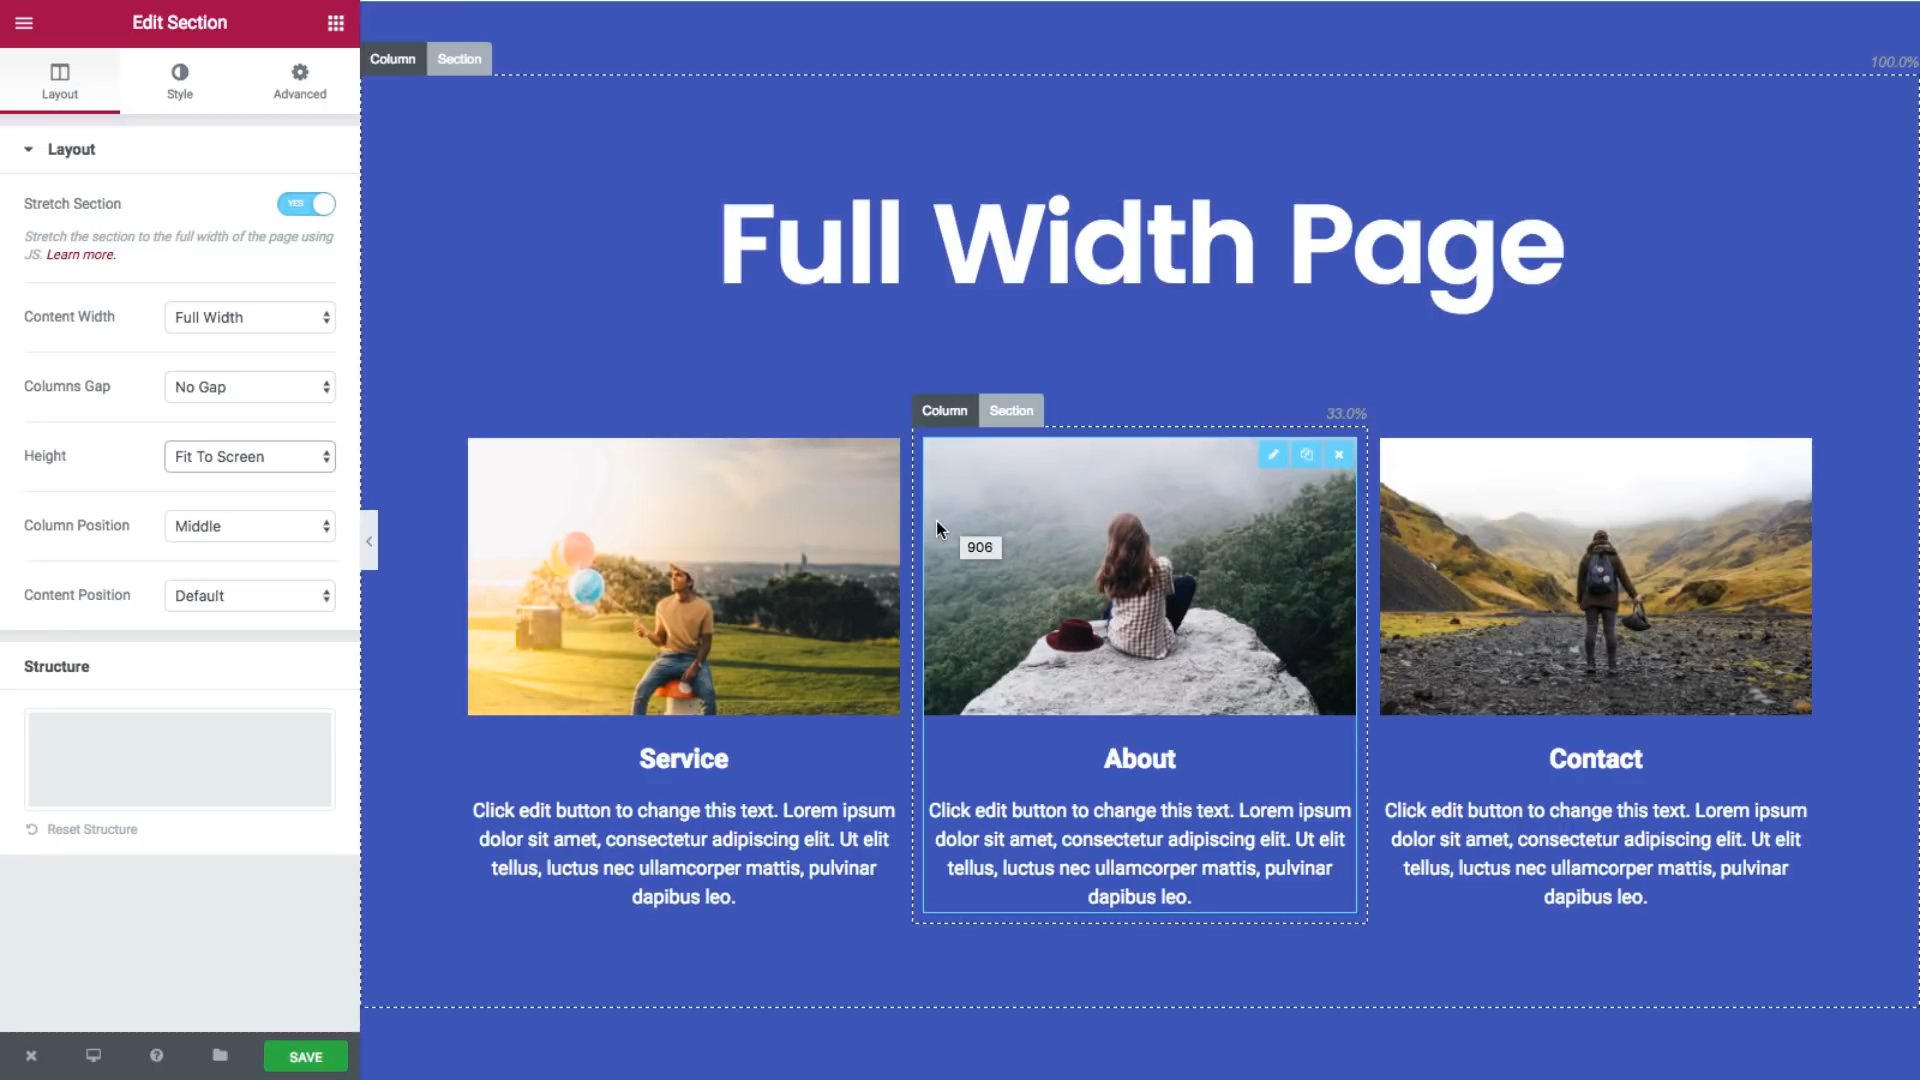 Edit Section
Layout
Style
Advanced
Layout
Stretch Section
YES
Stretch the section to the full width of the page using
JS. Learn more.
Content Width
Full Width
Columns Gap
No Gap
Height
Fit To Screen
Column Position
Middle
Content Position
Default
Structure
Reset Structure
SAVE
Column
Section
100.0%
Full Width Page
Column
Section
33.0%
906
Service
Click edit button to change this text. Lorem ipsum
dolor sit amet, consectetur adipiscing elit. Ut elit
tellus, luctus nec ullamcorper mattis, pulvinar
dapibus leo.
About
Click edit button to change this text. Lorem ipsum
dolor sit amet, consectetur adipiscing elit. Ut elit
tellus, luctus nec ullamcorper mattis, pulvinar
dapibus leo.
Contact
Click edit button to change this text. Lorem ipsum
dolor sit amet, consectetur adipiscing elit. Ut elit
tellus, luctus nec ullamcorper mattis, pulvinar
dapibus leo.